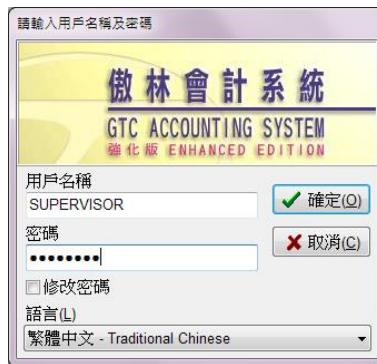 請輸入用戶名稱及密碼
傲林會計系統
GTC ACCOUNTING SYSTEM
強化版 ENHANCED EDITION
用戶名稱
SUPERVISOR
確定(O)
密碼
●●●●●●●●
取消(C)
修改密碼
語言(L)
繁體中文 - Traditional Chinese